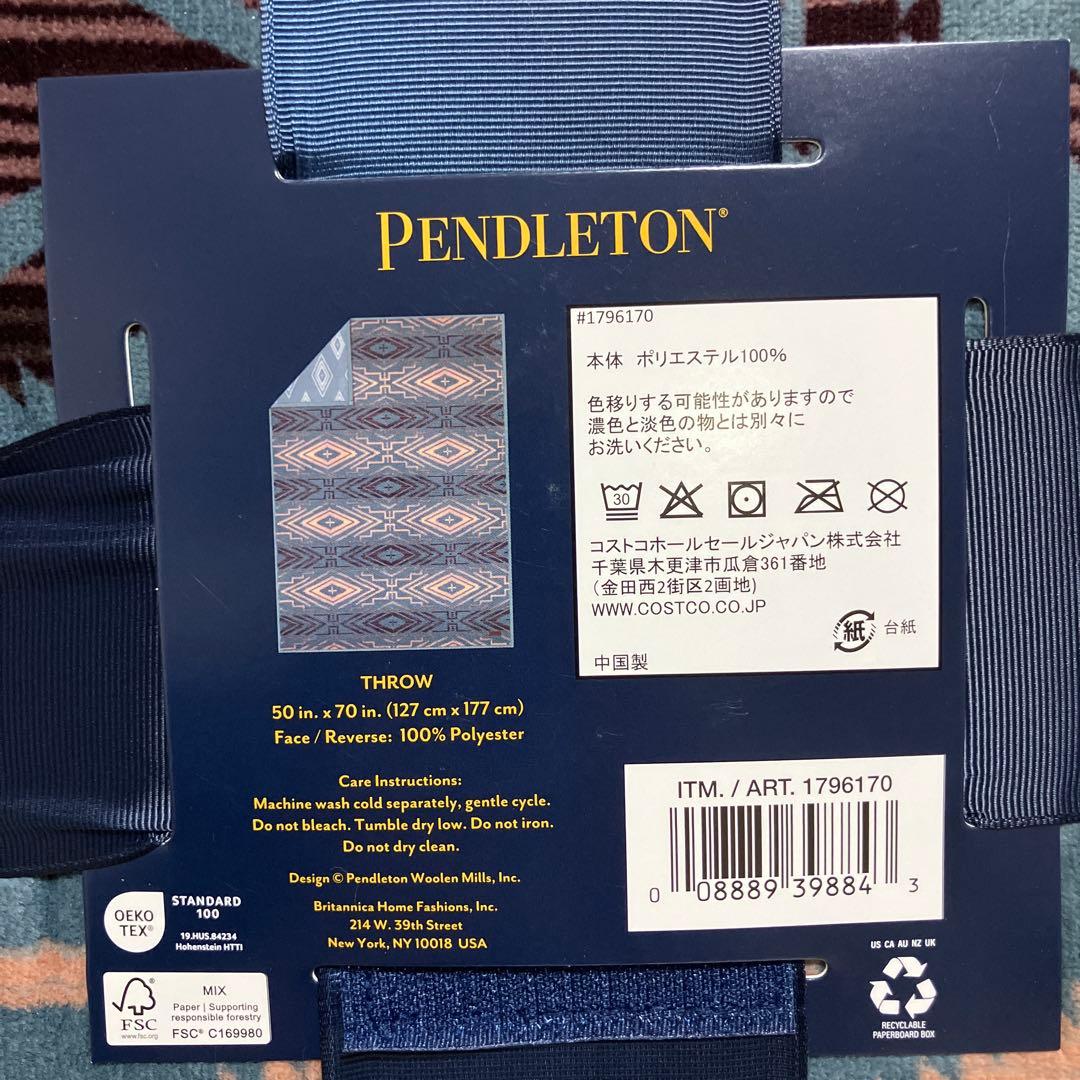 PENDLETON®
THROW
50 in. x 70 in. (127 cm x 177 cm)
Face / Reverse: 100% Polyester
Care Instructions:
Machine wash cold separately, gentle cycle.
Do not bleach. Tumble dry low. Do not iron.
Do not dry clean.
Design © Pendleton Woolen Mills, Inc.
Britannica Home Fashions, Inc.
214 W. 39th Street
New York, NY 10018 USA
OEKO
TEX®
STANDARD
100
19.HUS.84234
Hohenstein HTTI
FSC
www.fsc.org
MIX
Paper | Supporting
responsible forestry
FSC® C169980
#1796170
本体 ポリエステル100%
色移りする可能性がありますので
濃色と淡色の物とは別々に
お洗いください。
30
コストコホールセールジャパン株式会社
千葉県木更津市瓜倉361番地
(金田西2街区2画地)
WWW.COSTCO.CO.JP
紙 台紙
中国製
ITM. / ART. 1796170
0 08889 39884 3
US CA AU NZ UK
RECYCLABLE
PAPERBOARD BOX